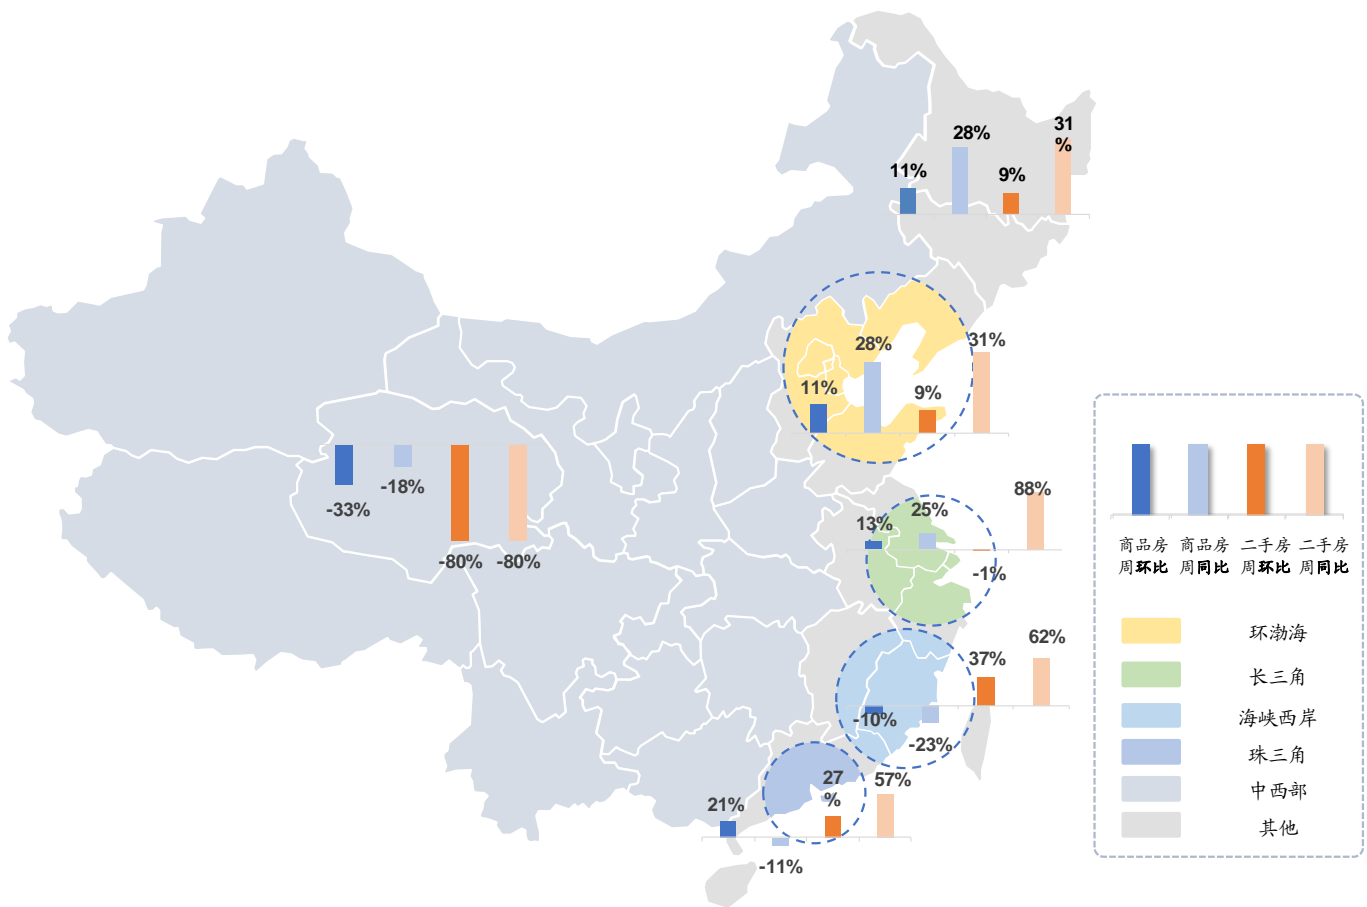 11%
28%
9%
31
%
11%
28%
9%
31%
-33%
-18%
-80%
-80%
13%
25%
-1%
88%
-10%
-23%
37%
62%
21%
-11%
27
%
57%
商品房
周环比
商品房
周同比
二手房
周环比
二手房
周同比
环渤海
长三角
海峡西岸
珠三角
中西部
其他